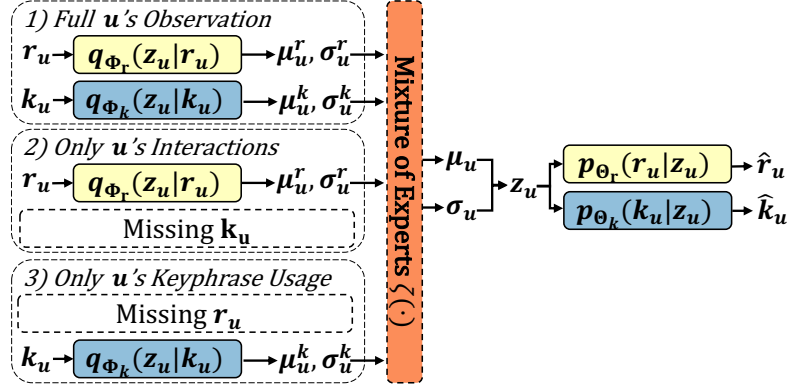 1) Full u's Observation
r_u q_Φr(z_u|r_u) μ_u^r, σ_u^r
k_u q_Φk(z_u|k_u) μ_u^k, σ_u^k
2) Only u's Interactions
r_u q_Φr(z_u|r_u) μ_u^r, σ_u^r
Missing k_u
3) Only u's Keyphrase Usage
Missing r_u
k_u q_Φk(z_u|k_u) μ_u^k, σ_u^k
Mixture of Experts ζ(·)
μ_u
σ_u
z_u
p_Θr(r_u|z_u) r̂_u
p_Θk(k_u|z_u) k̂_u